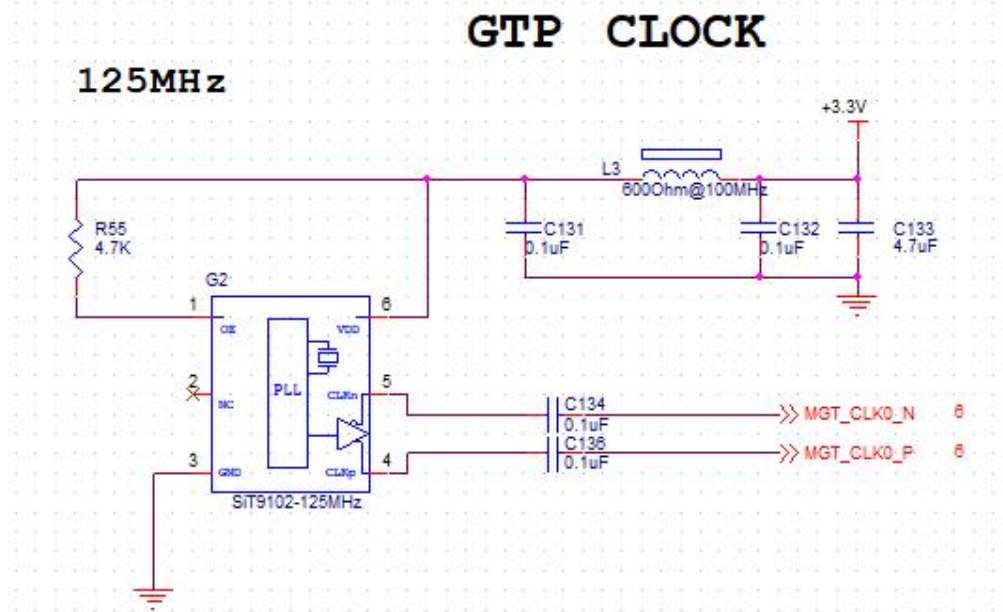 GTP CLOCK
125MHz
+3.3V
L3
600Ohm@100MHz
R55
4.7K
C131
0.1uF
C132
0.1uF
C133
4.7uF
G2
1
6
OE
VDD
2
5
NC
PLL
CLKn
C134
0.1uF
MGT_CLK0_N 6
C136
0.1uF
MGT_CLK0_P 6
3
4
GND
CLKp
SiT9102-125MHz